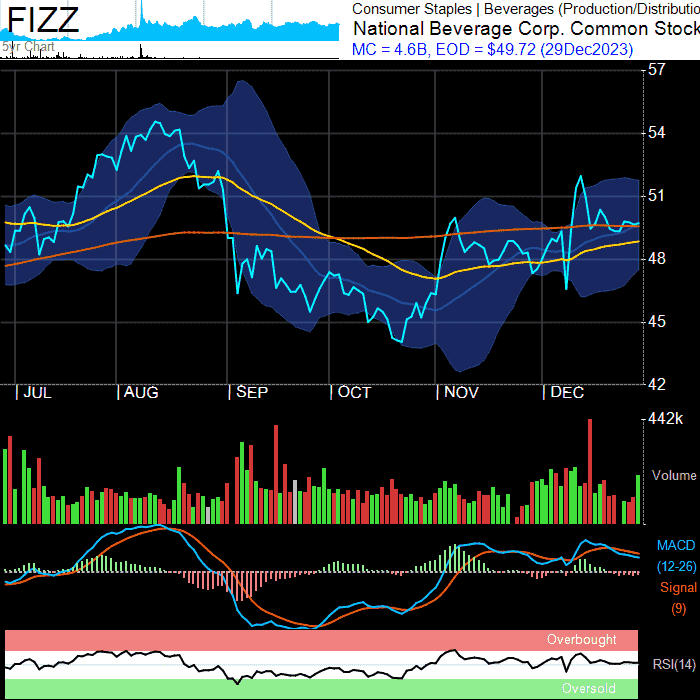 FIZZ
5yr Chart
Consumer Staples | Beverages (Production/Distributio
National Beverage Corp. Common Stock
MC = 4.6B, EOD = $49.72 (29Dec2023)
57
54
51
48
45
42
JUL AUG SEP OCT NOV DEC
442k
Volume
MACD
(12-26)
Signal
(9)
Overbought
RSI(14)
Oversold